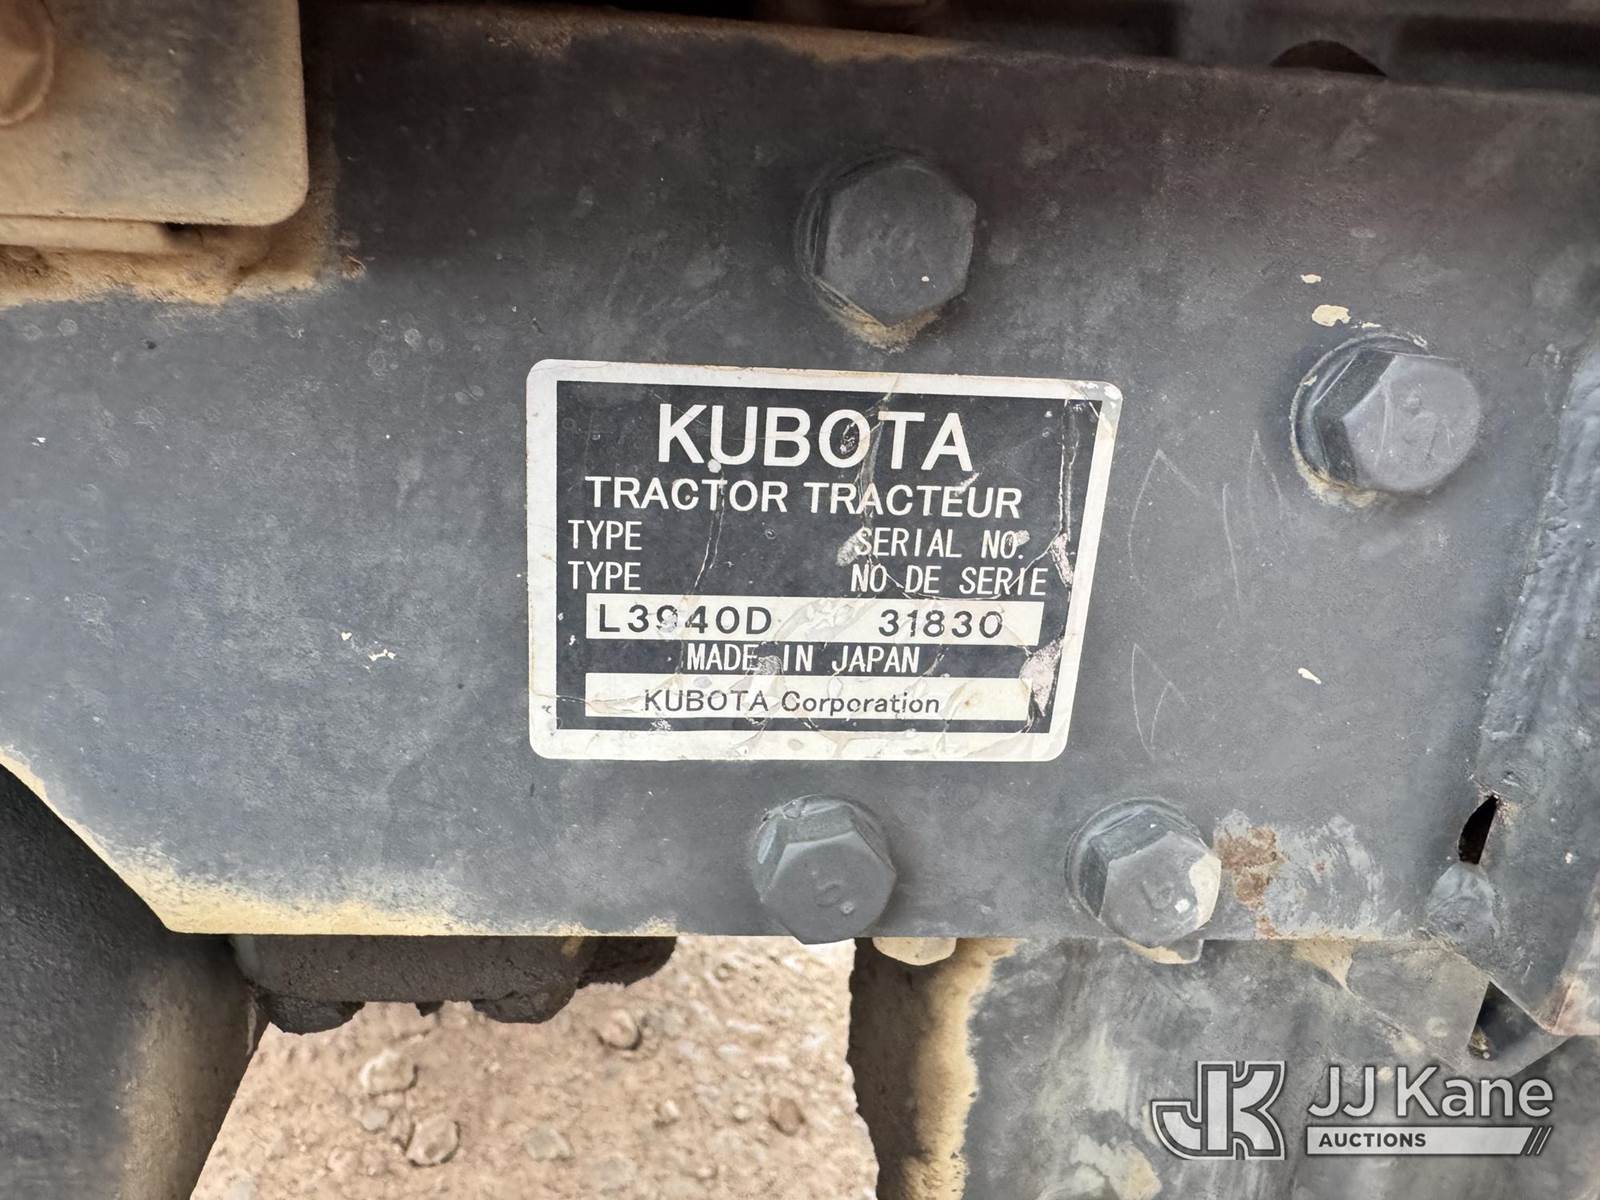 KUBOTA
TRACTOR TRACTEUR
TYPE SERIAL NO.
TYPE NO DE SERIE
L3940D 31830
MADE IN JAPAN
KUBOTA Corporation
JJ Kane
AUCTIONS